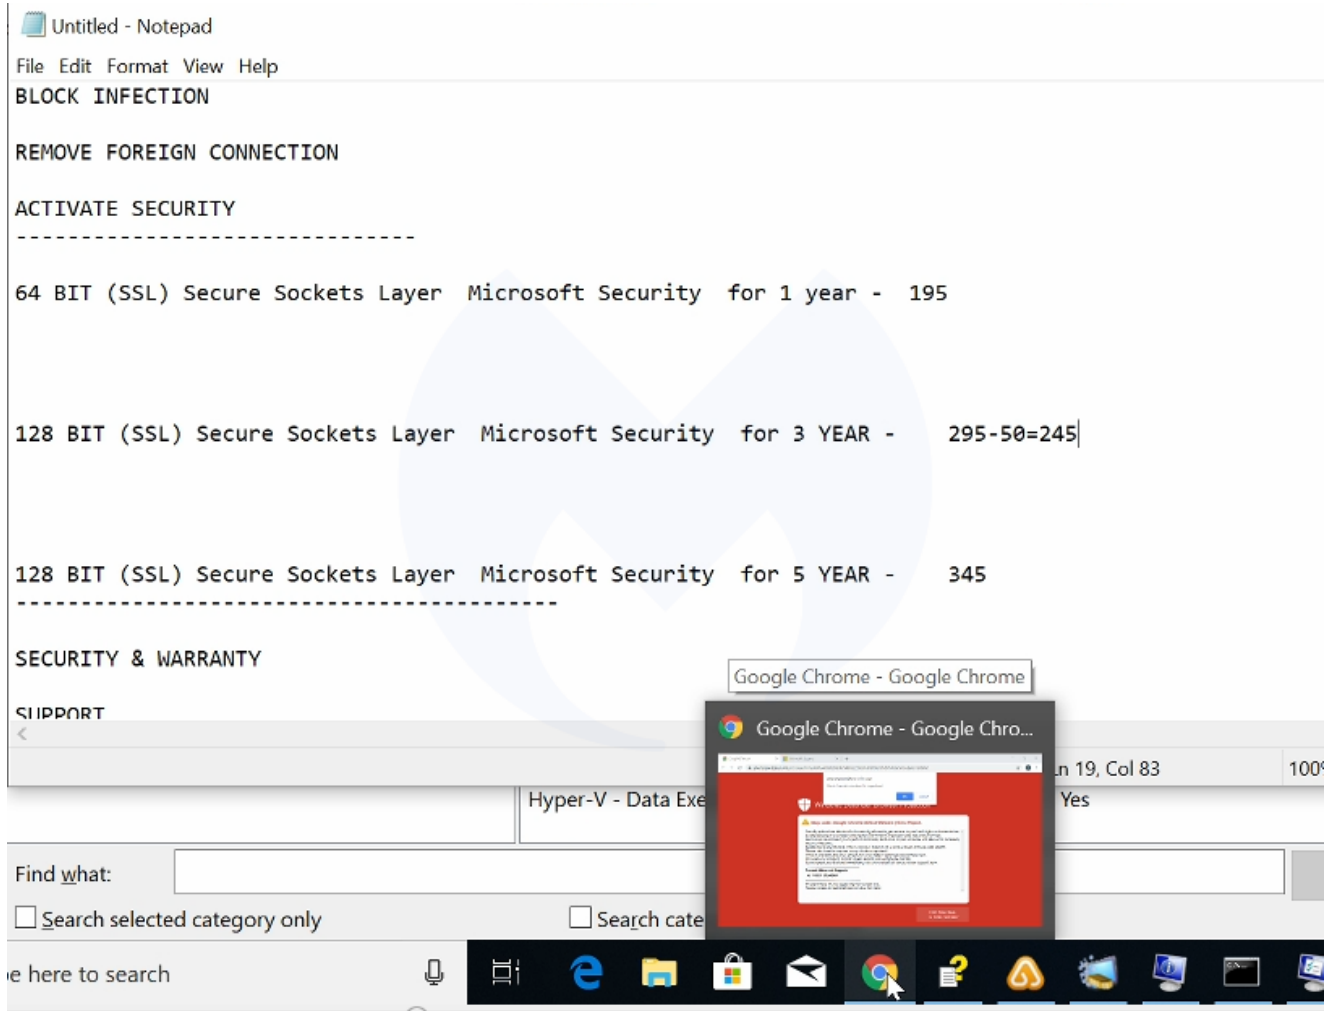 Untitled - Notepad
File Edit Format View Help
BLOCK INFECTION
REMOVE FOREIGN CONNECTION
ACTIVATE SECURITY
-------------------------------
64 BIT (SSL) Secure Sockets Layer  Microsoft Security  for 1 year -  195
128 BIT (SSL) Secure Sockets Layer  Microsoft Security  for 3 YEAR -    295-50=245
128 BIT (SSL) Secure Sockets Layer  Microsoft Security  for 5 YEAR -    345
------------------------------------------
SECURITY & WARRANTY
SUPPORT
Google Chrome - Google Chrome
Google Chrome - Google Chro...
Ln 19, Col 83
100%
Hyper-V - Data Exe
Yes
Find what:
Search selected category only
Search cate
e here to search